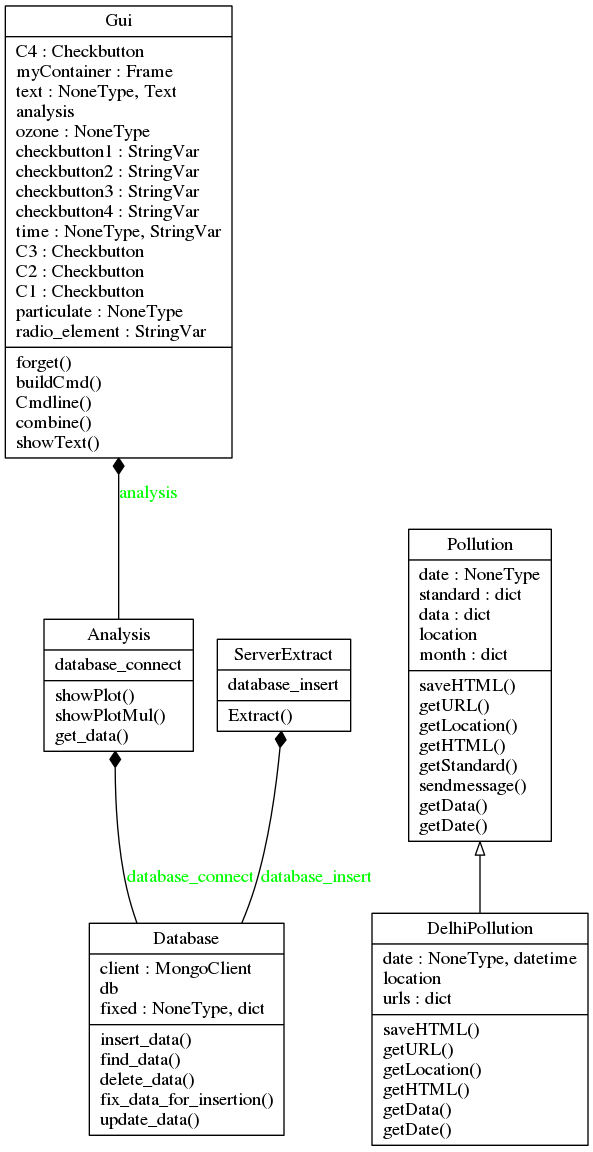 Gui
C4 : Checkbutton
myContainer : Frame
text : NoneType, Text
analysis
ozone : NoneType
checkbutton1 : StringVar
checkbutton2 : StringVar
checkbutton3 : StringVar
checkbutton4 : StringVar
time : NoneType, StringVar
C3 : Checkbutton
C2 : Checkbutton
C1 : Checkbutton
particulate : NoneType
radio_element : StringVar
forget()
buildCmd()
Cmdline()
combine()
showText()
analysis
Analysis
database_connect
showPlot()
showPlotMul()
get_data()
ServerExtract
database_insert
Extract()
Pollution
date : NoneType
standard : dict
data : dict
location
month : dict
saveHTML()
getURL()
getLocation()
getHTML()
getStandard()
sendmessage()
getData()
getDate()
database_connect
database_insert
Database
client : MongoClient
db
fixed : NoneType, dict
insert_data()
find_data()
delete_data()
fix_data_for_insertion()
update_data()
DelhiPollution
date : NoneType, datetime
location
urls : dict
saveHTML()
getURL()
getLocation()
getHTML()
getData()
getDate()